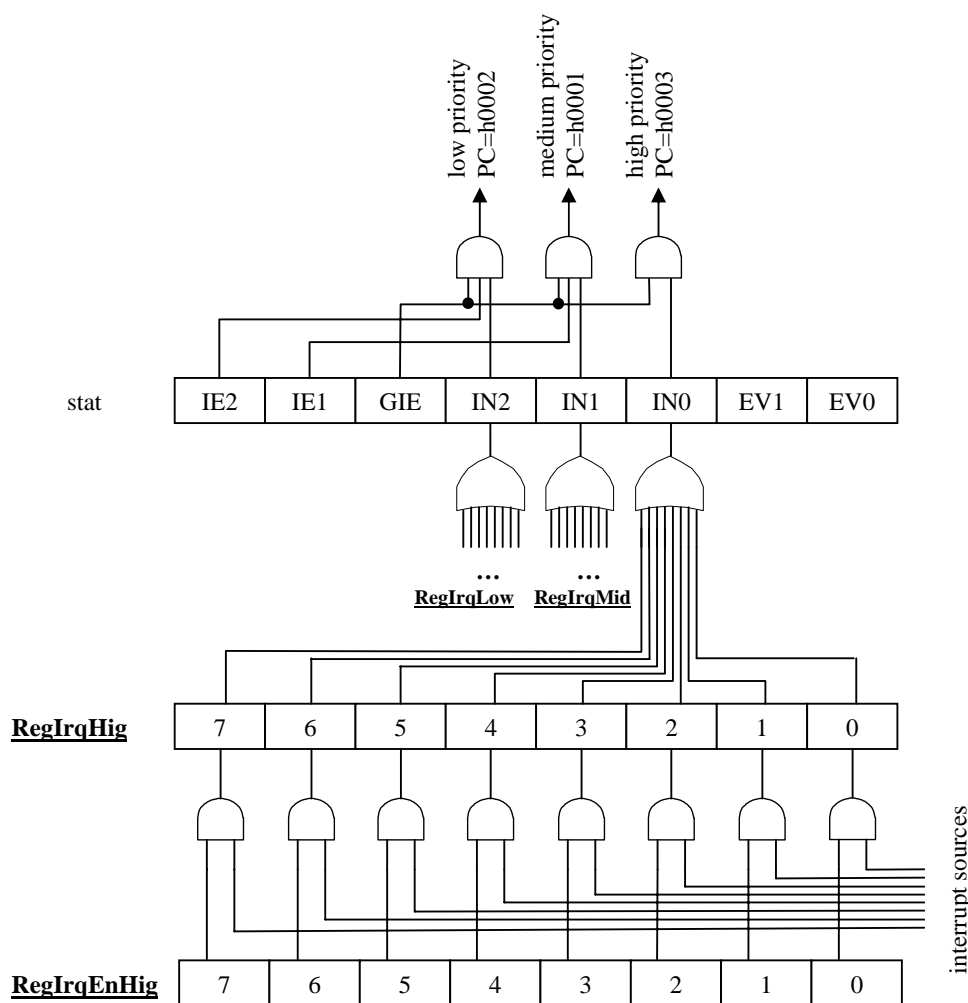 low priority
PC=h0002
medium priority
PC=h0001
high priority
PC=h0003
stat IE2 IE1 GIE IN2 IN1 IN0 EV1 EV0
... ...
RegIrqLow RegIrqMid
RegIrqHig 7 6 5 4 3 2 1 0
interrupt sources
RegIrqEnHig 7 6 5 4 3 2 1 0